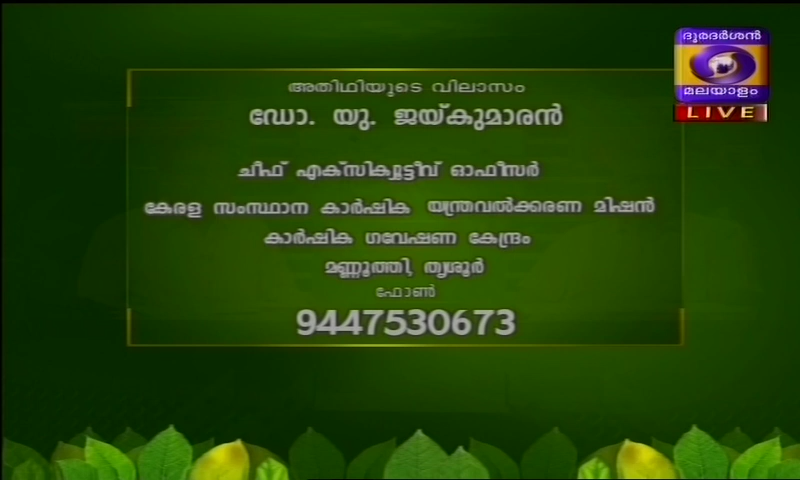 ദൂരദർശൻ
മലയാളം
LIVE
അതിഥിയുടെ വിലാസം
ഡോ. യു. ജയ്കുമാരൻ
ചീഫ് എക്സിക്യൂട്ടീവ് ഓഫീസർ
കേരള സംസ്ഥാന കാർഷിക യന്ത്രവൽക്കരണ മിഷൻ
കാർഷിക ഗവേഷണ കേന്ദ്രം
മണ്ണൂത്തി, തൃശൂർ
ഫോൺ
9447530673